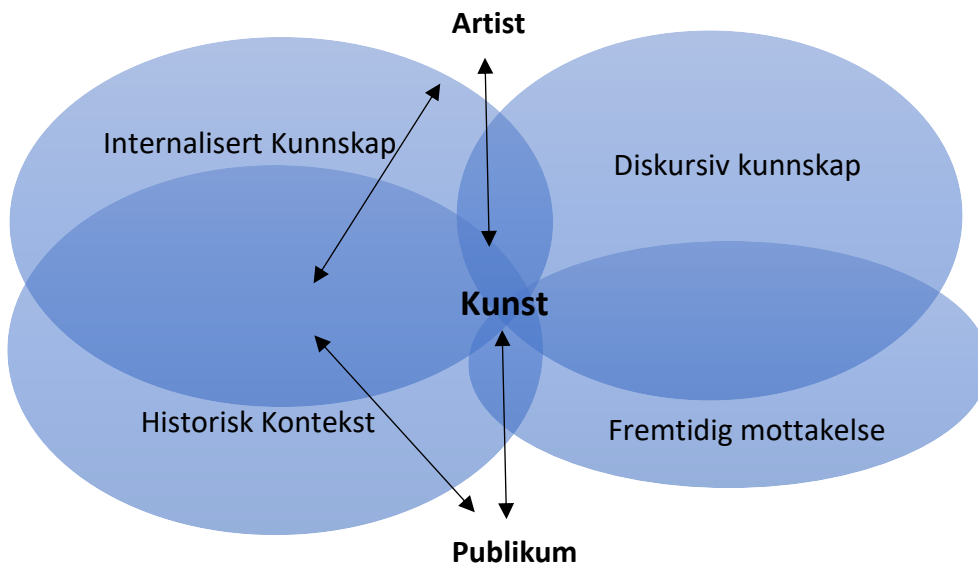 Artist
Internalisert Kunnskap
Diskursiv kunnskap
Kunst
Historisk Kontekst
Fremtidig mottakelse
Publikum